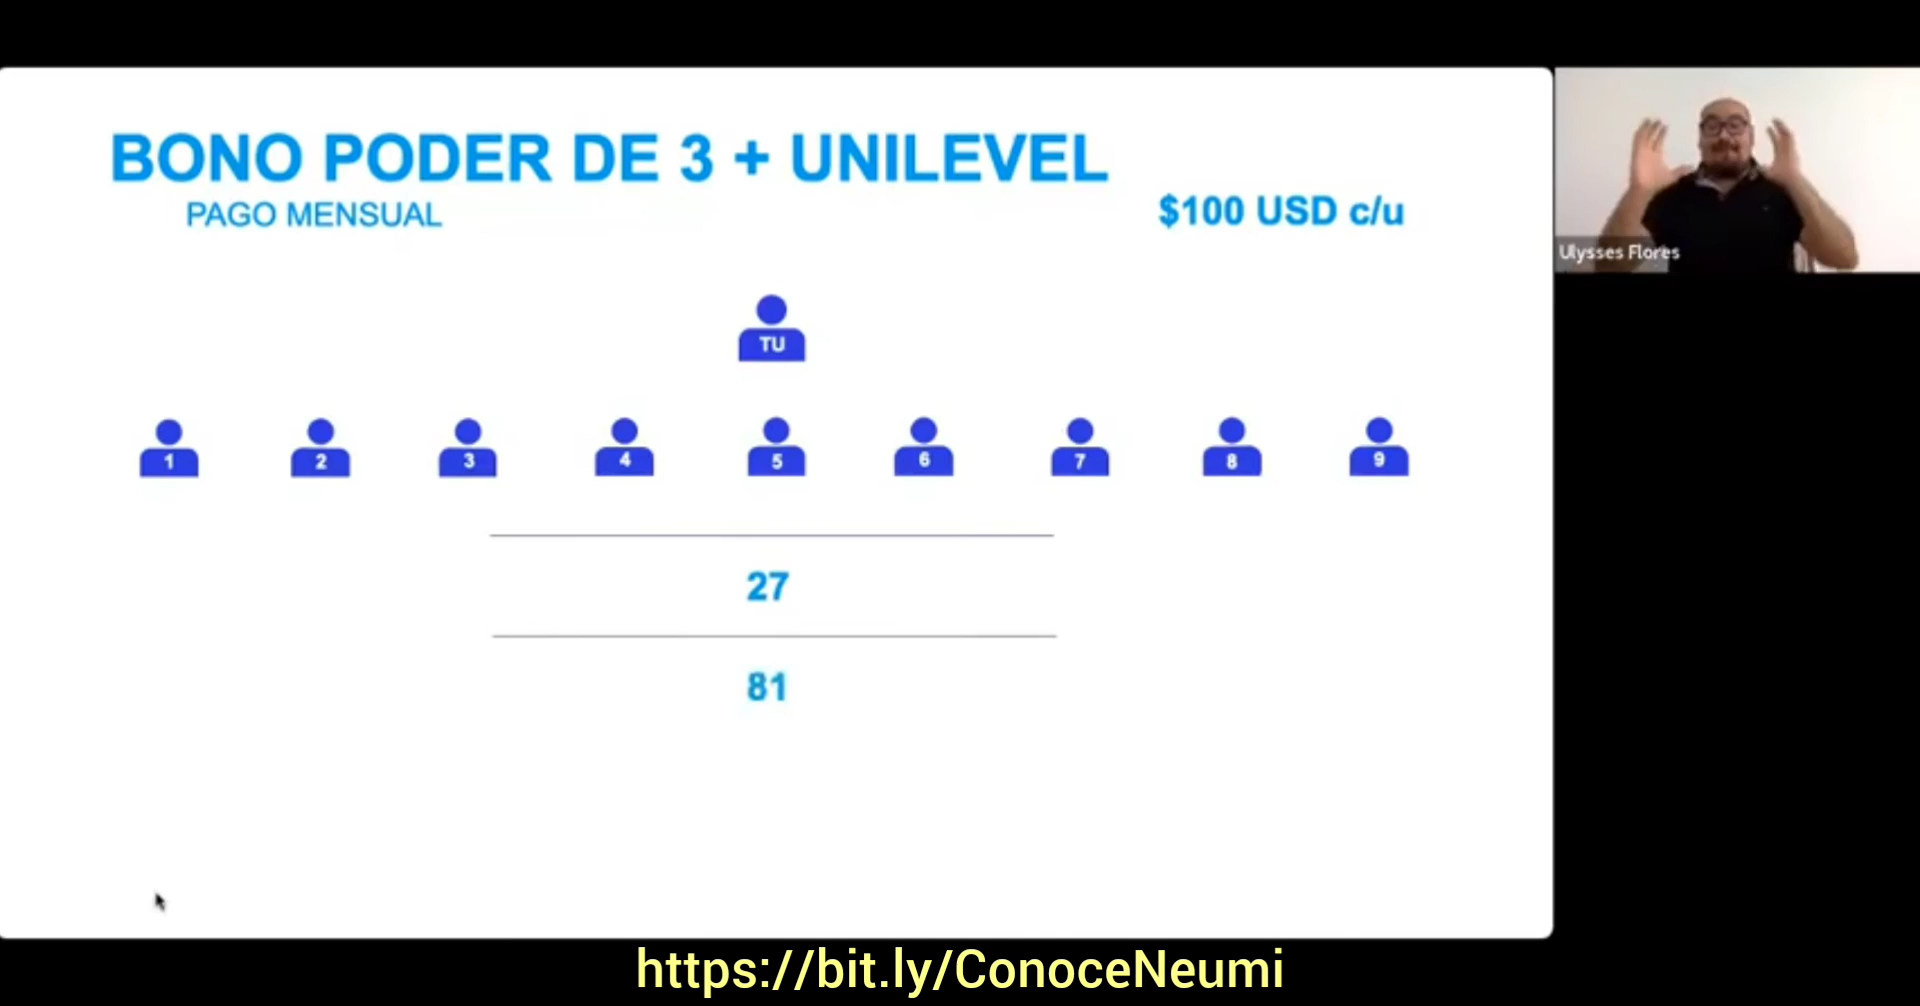 BONO PODER DE 3 + UNILEVEL
PAGO MENSUAL
$100 USD c/u
TU
1 2 3 4 5 6 7 8 9
27
81
Ulysses Flores
https://bit.ly/ConoceNeumi